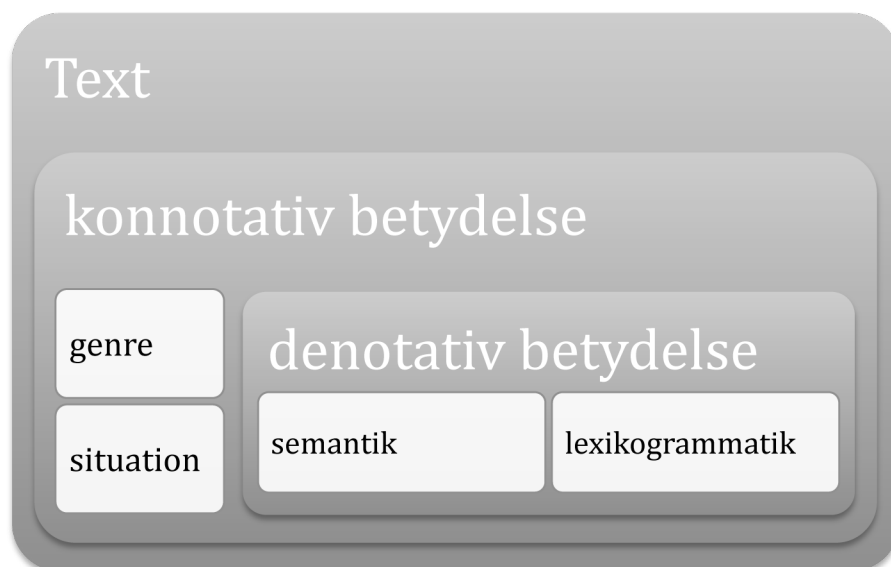 Text
konnotativ betydelse
genre
denotativ betydelse
semantik
lexikogrammatik
situation